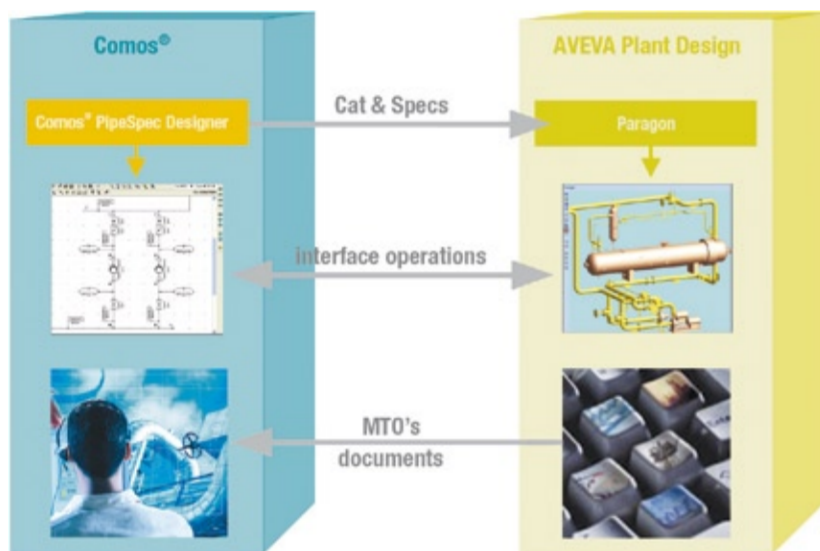 Comos®
AVEVA Plant Design
Cat & Specs
Comos® PipeSpec Designer
Paragon
interface operations
MTO's
documents